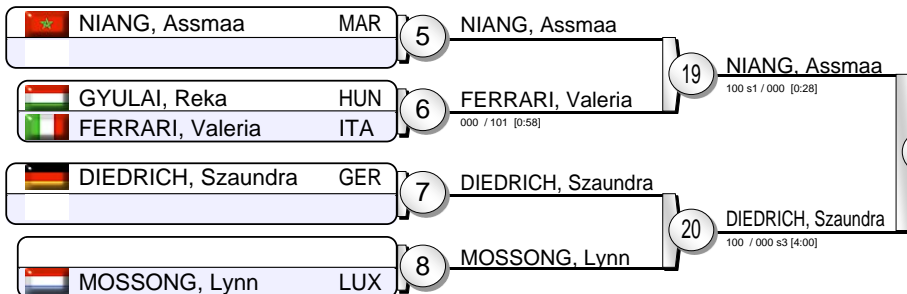 NIANG, Assmaa MAR
5
NIANG, Assmaa
19
NIANG, Assmaa
100 s1 / 000 [0:28]
GYULAI, Reka HUN
FERRARI, Valeria ITA
6
FERRARI, Valeria
000 / 101 [0:58]
DIEDRICH, Szaundra GER
7
DIEDRICH, Szaundra
20
DIEDRICH, Szaundra
100 / 000 s3 [4:00]
MOSSONG, Lynn LUX
8
MOSSONG, Lynn